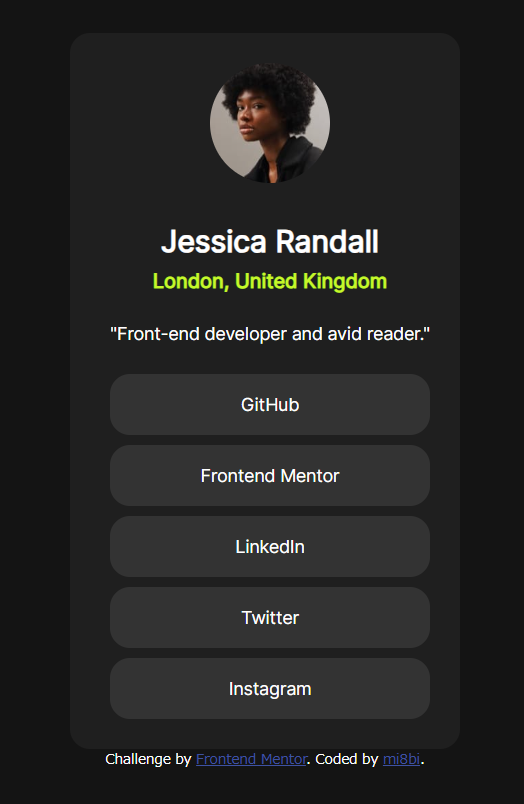 Jessica Randall
London, United Kingdom
"Front-end developer and avid reader."
GitHub
Frontend Mentor
LinkedIn
Twitter
Instagram
Challenge by Frontend Mentor. Coded by mi8bi.